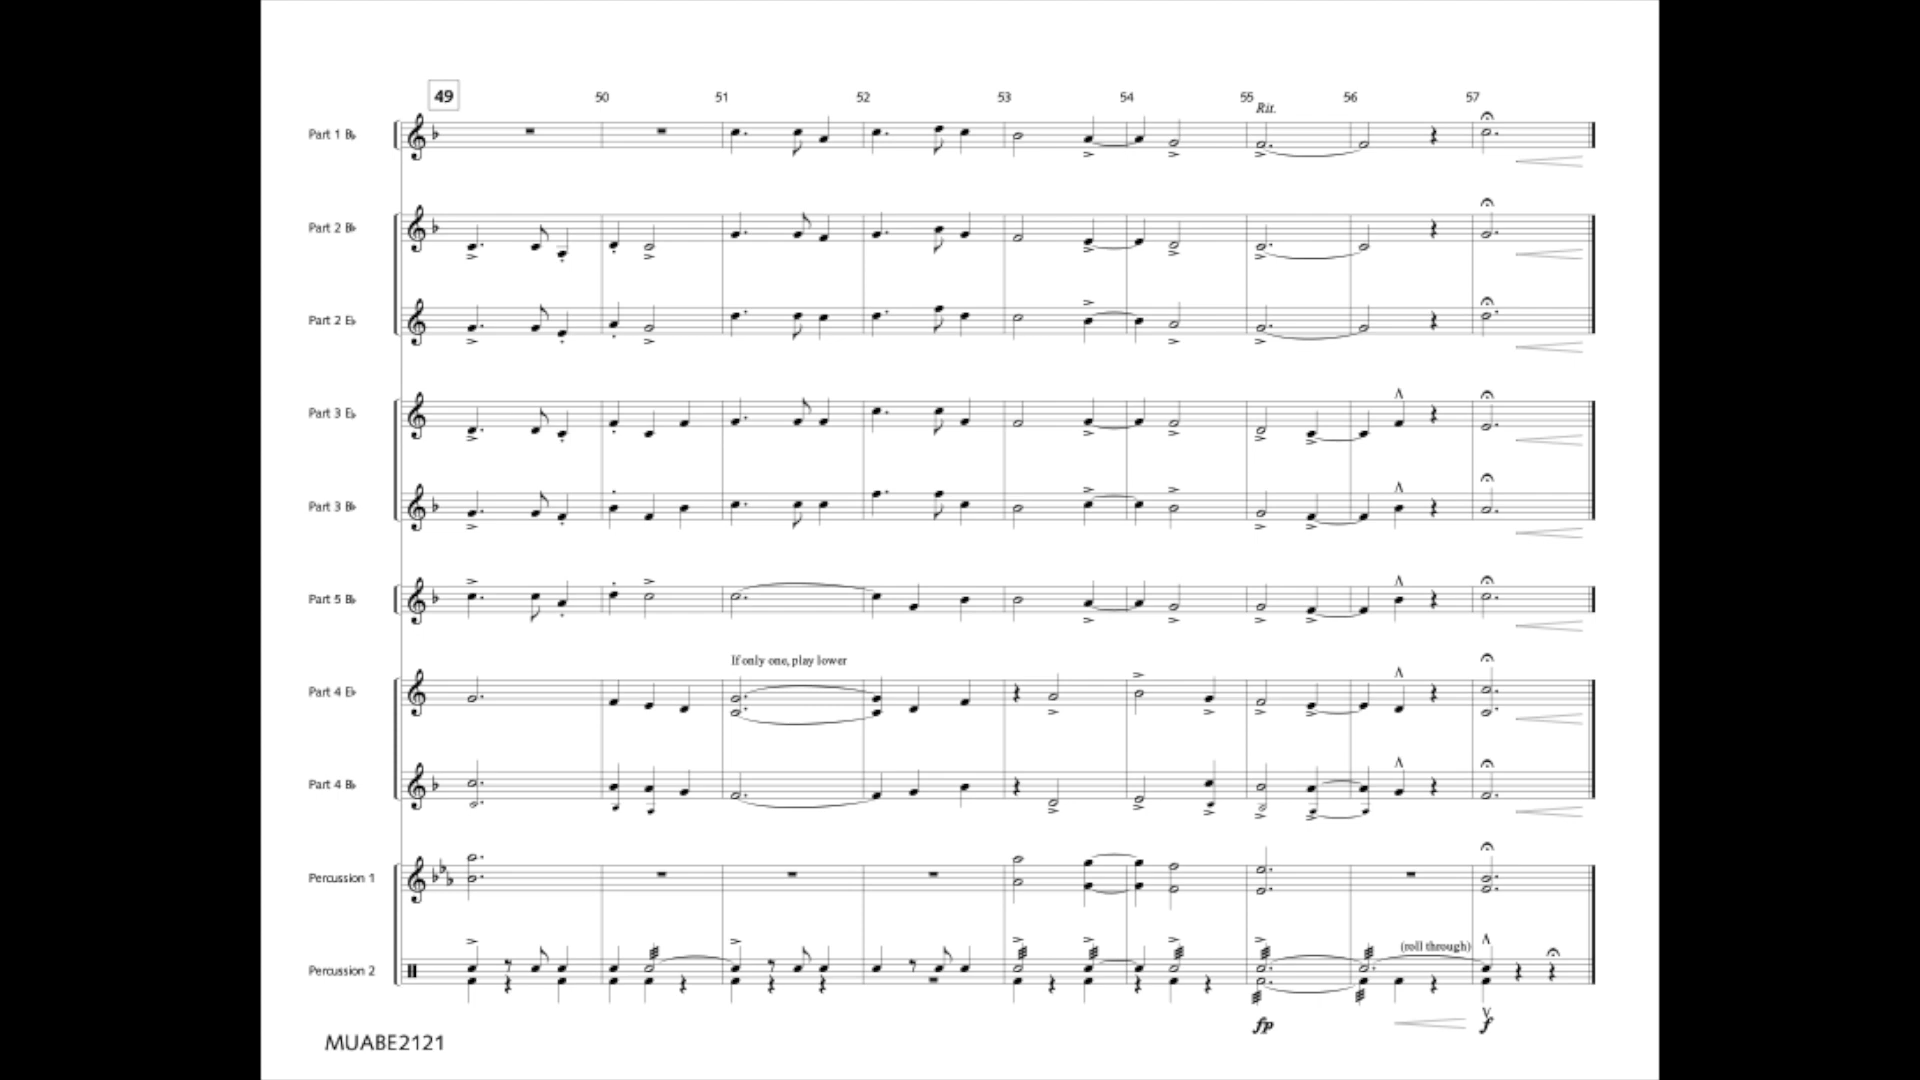 49 50 51 52 53 54 55 56 57
Rit.
Part 1 B♭
Part 2 B♭
Part 2 E♭
Part 3 E♭
Part 3 B♭
Part 5 B♭
If only one, play lower
Part 4 E♭
Part 4 B♭
Percussion 1
(roll through)
Percussion 2
fp f
MUABE2121